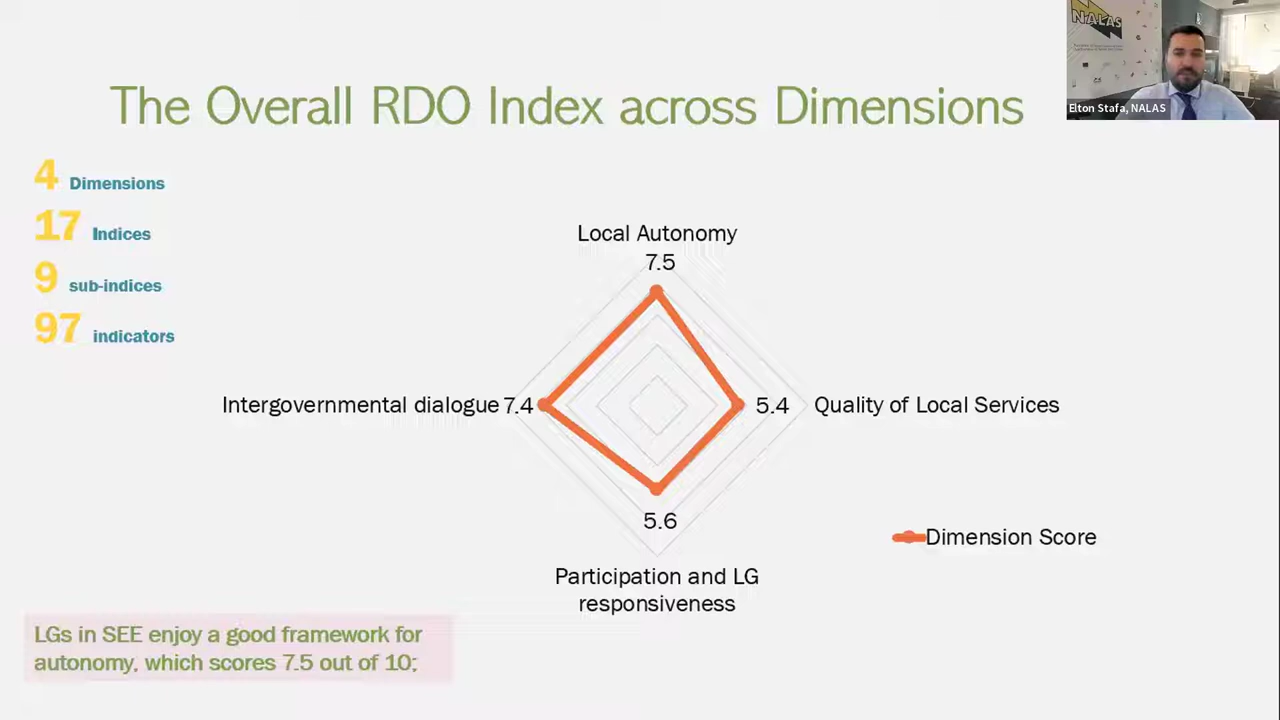 NALAS
Elton Stafa, NALAS
The Overall RDO Index across Dimensions
4 Dimensions
17 Indices
9 sub-indices
97 indicators
Local Autonomy
7.5
Intergovernmental dialogue 7.4
5.4 Quality of Local Services
5.6
Participation and LG
responsiveness
Dimension Score
LGs in SEE enjoy a good framework for
autonomy, which scores 7.5 out of 10;